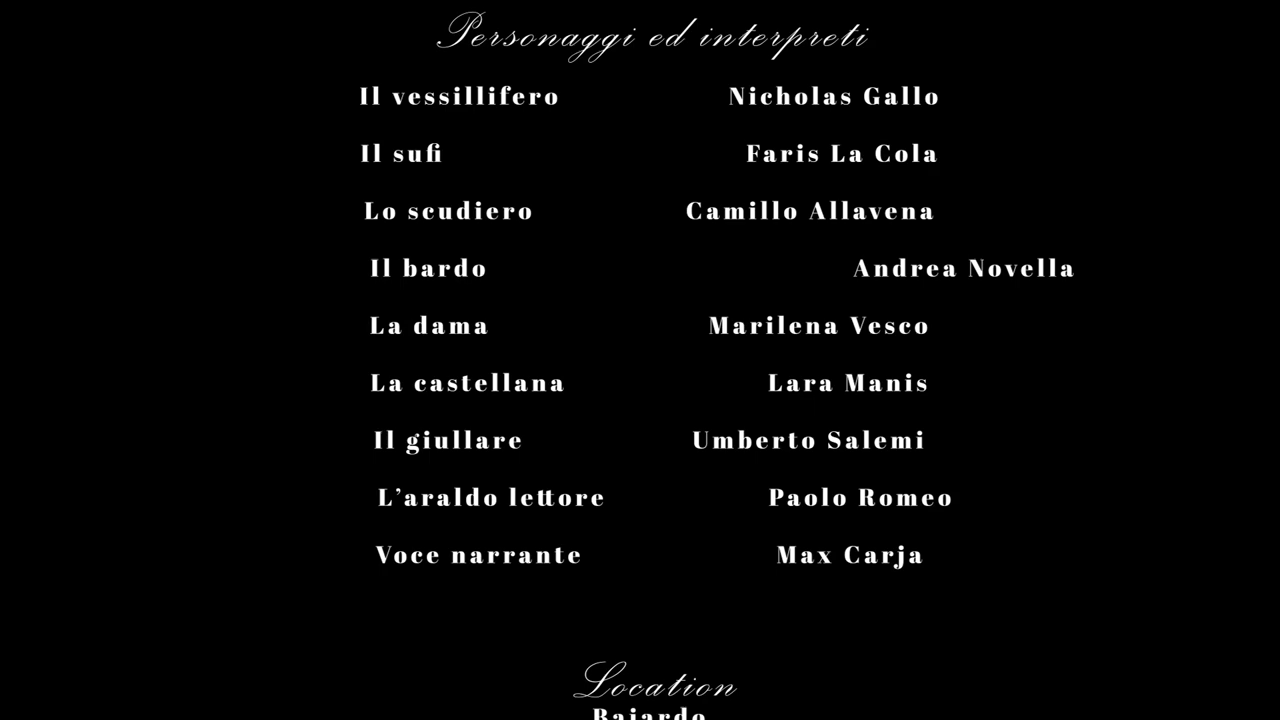 Personaggi ed interpreti
Il vessillifero Nicholas Gallo
Il sufi Faris La Cola
Lo scudiero Camillo Allavena
Il bardo Andrea Novella
La dama Marilena Vesco
La castellana Lara Manis
Il giullare Umberto Salemi
L’araldo lettore Paolo Romeo
Voce narrante Max Carja
Location
Bajardo